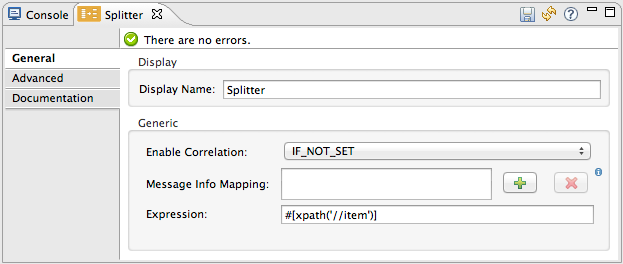 Console Splitter
There are no errors.
General
Advanced
Documentation
Display
Display Name: Splitter
Generic
Enable Correlation: IF_NOT_SET
Message Info Mapping:
Expression: #[xpath('//item')]